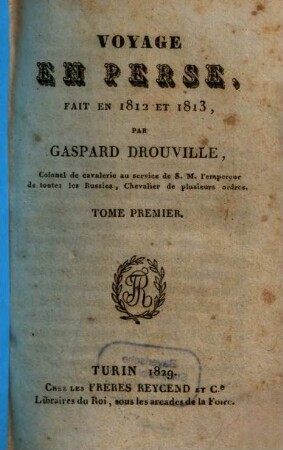 VOYAGE
EN PERSE,
FAIT EN 1812 ET 1813,
PAR
GASPARD DROUVILLE,
Colonel de cavalerie au service de S. M. l'empereur
de toutes les Russies, Chevalier de plusieurs ordres.
TOME PREMIER.
TURIN 1829.
CHEZ LES FRERES REYCEND ET C.e
Libraires du Roi, sous les arcades de la Foire.